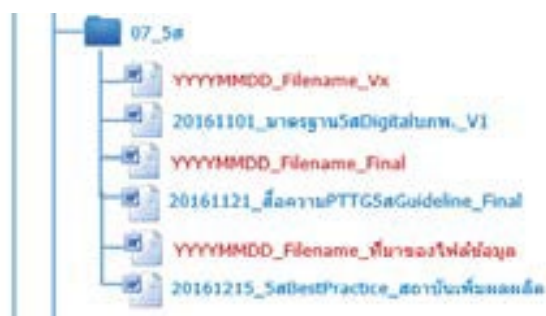 07_5ส
YYYYMMDD_Filename_Vx
20161101_มาตรฐาน5สDigitalบกพ._V1
YYYYMMDD_Filename_Final
20161121_สื่อความPTTG5สGuideline_Final
YYYYMMDD_Filename_ที่มาของไฟล์ข้อมูล
20161215_5สBestPractice_สถาบันเพิ่มผลผลิต